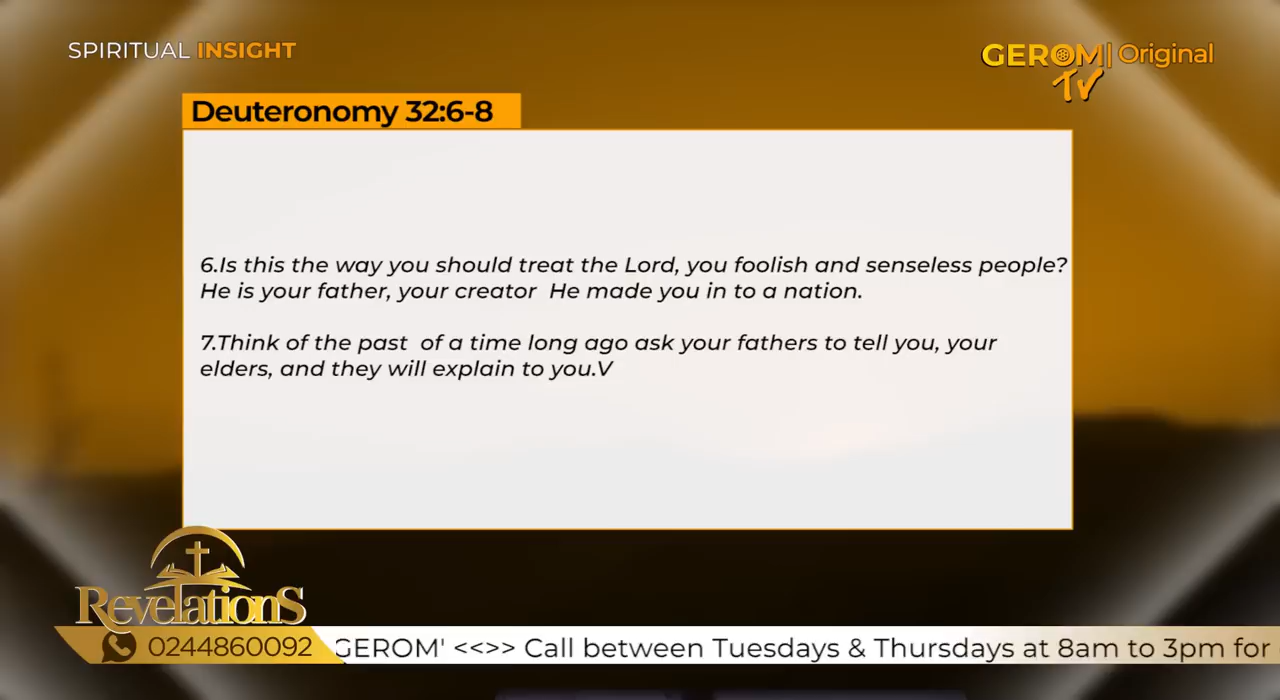 SPIRITUAL INSIGHT
GEROM TV | Original
Deuteronomy 32:6-8
6.Is this the way you should treat the Lord, you foolish and senseless people?
He is your father, your creator  He made you in to a nation.
7.Think of the past  of a time long ago ask your fathers to tell you, your
elders, and they will explain to you.V
RevelationS
0244860092
GEROM' <<>> Call between Tuesdays & Thursdays at 8am to 3pm for